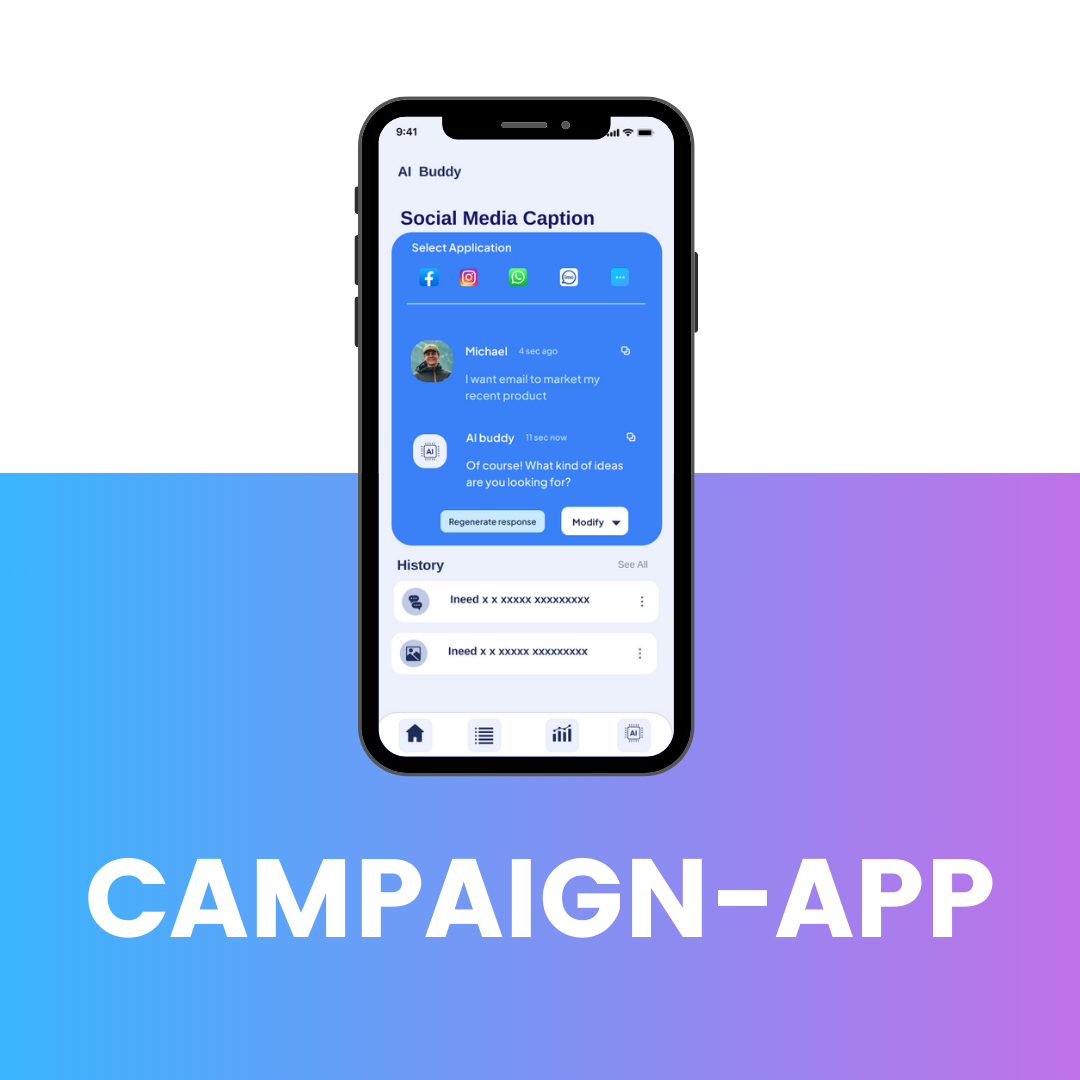 9:41
AI Buddy
Social Media Caption
Select Application
Michael 4 sec ago
I want email to market my
recent product
AI
AI buddy 11 sec now
Of course! What kind of ideas
are you looking for?
Regenerate response Modify
History See All
Ineed x x xxxxx xxxxxxxxx
Ineed x x xxxxx xxxxxxxxx
AI
CAMPAIGN-APP